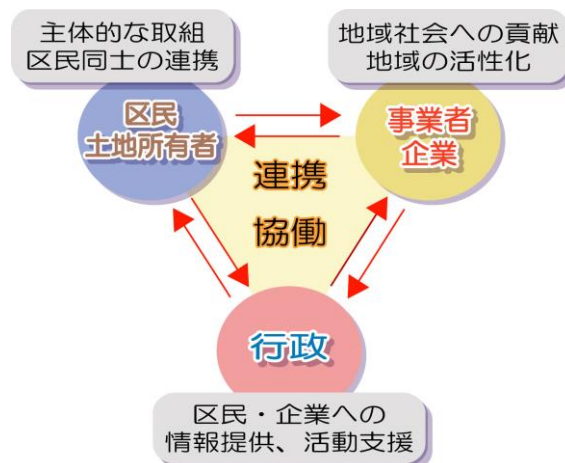 主体的な取組
区民同士の連携
地域社会への貢献
地域の活性化
区民
土地所有者
事業者
企業
連携
協働
行政
区民・企業への
情報提供、活動支援